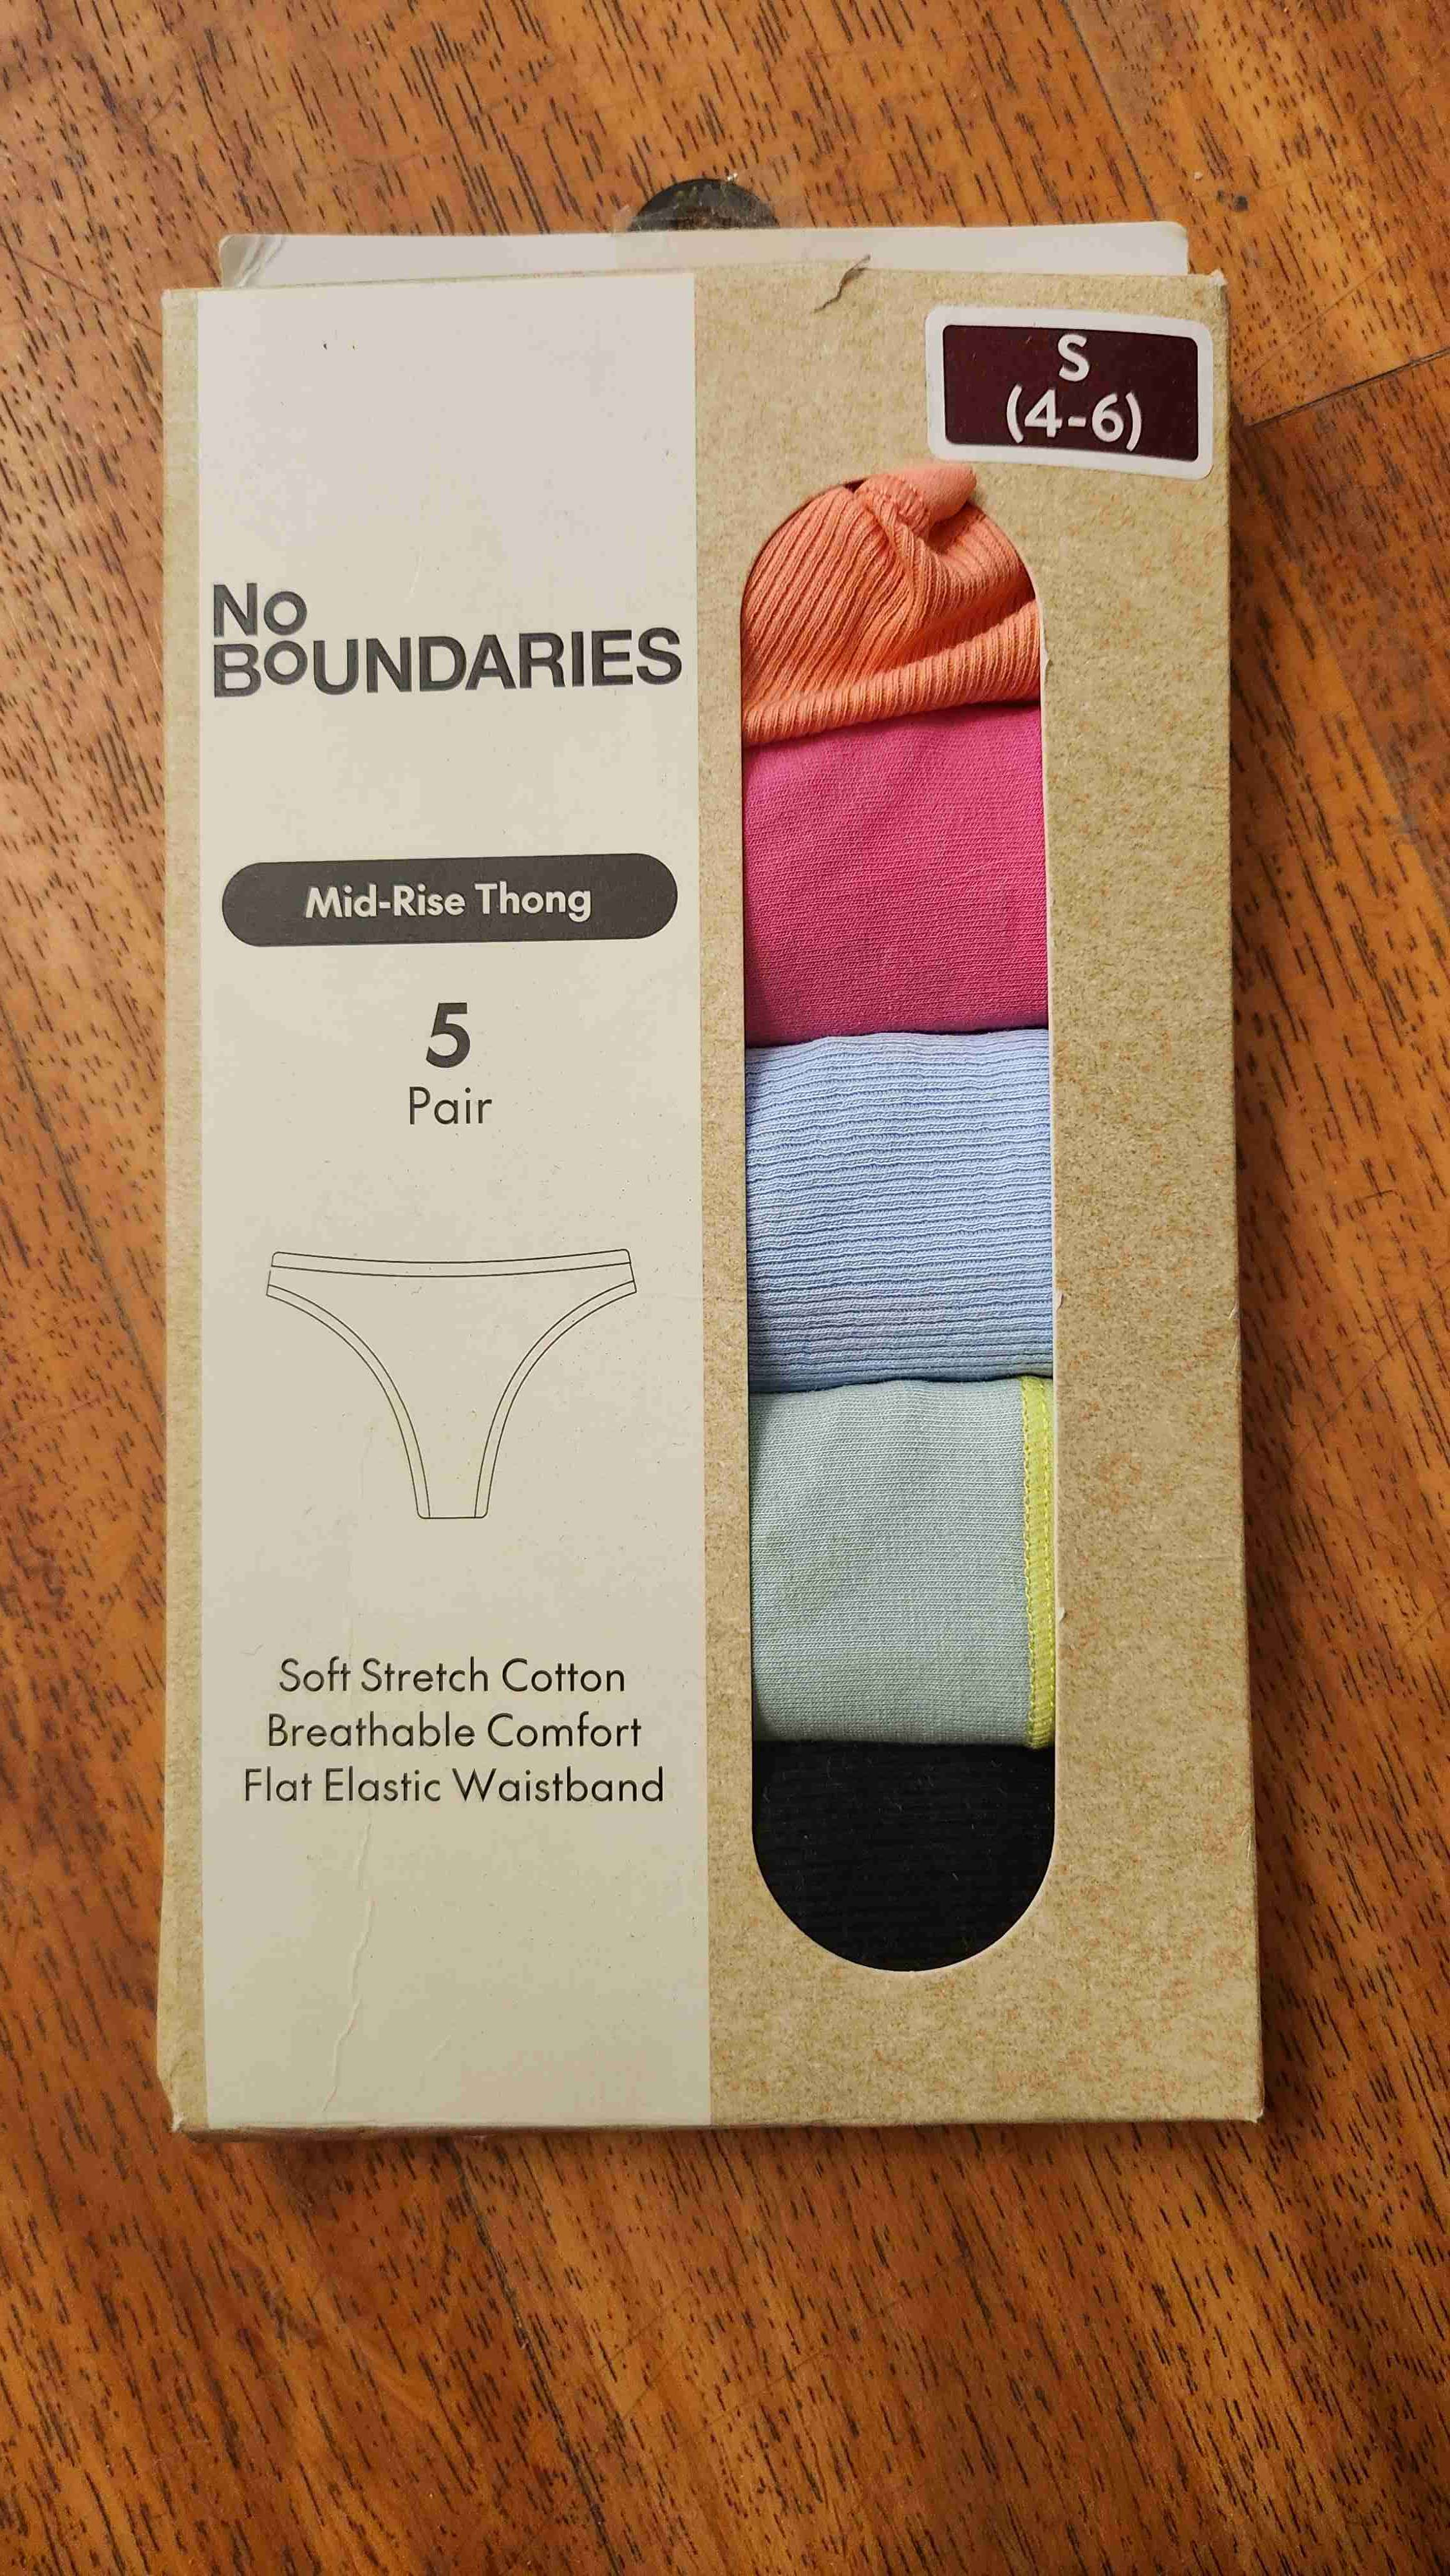 S
(4-6)
No
BoUNDARIES
Mid-Rise Thong
5
Pair
Soft Stretch Cotton
Breathable Comfort
Flat Elastic Waistband